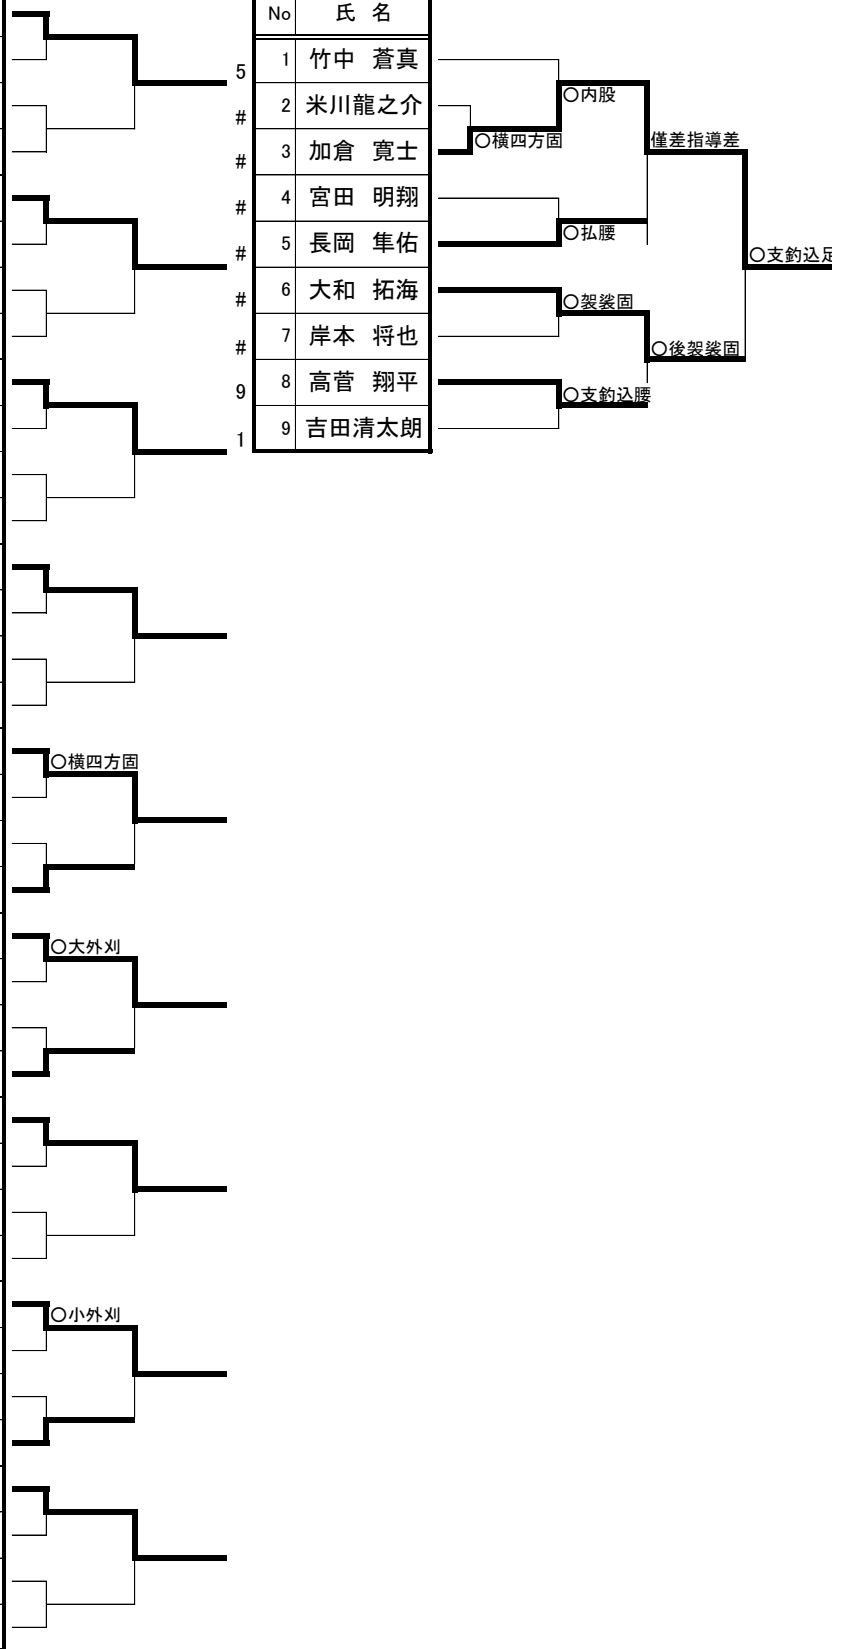 No 氏 名
5 1 竹中 蒼真
# 2 米川龍之介
# 3 加倉 寛士
# 4 宮田 明翔
# 5 長岡 隼佑
# 6 大和 拓海
# 7 岸本 将也
9 8 高菅 翔平
1 9 吉田清太朗
〇内股
〇横四方固
僅差指導差
〇払腰
〇支釣込足
〇袈裟固
〇後袈裟固
〇支釣込腰
〇横四方固
〇大外刈
〇小外刈